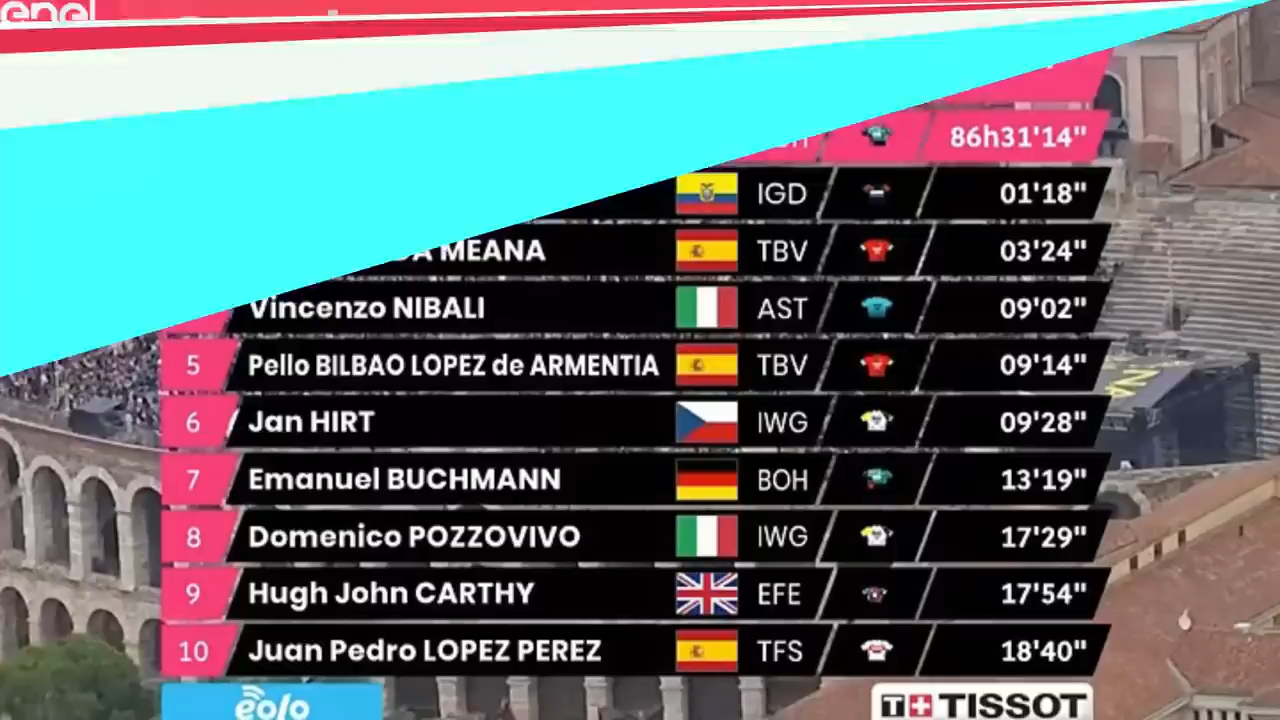 enel
86h31'14"
IGD 01'18"
MEANA TBV 03'24"
Vincenzo NIBALI AST 09'02"
5 Pello BILBAO LOPEZ de ARMENTIA TBV 09'14"
6 Jan HIRT IWG 09'28"
7 Emanuel BUCHMANN BOH 13'19"
8 Domenico POZZOVIVO IWG 17'29"
9 Hugh John CARTHY EFE 17'54"
10 Juan Pedro LOPEZ PEREZ TFS 18'40"
eolo T+ TISSOT